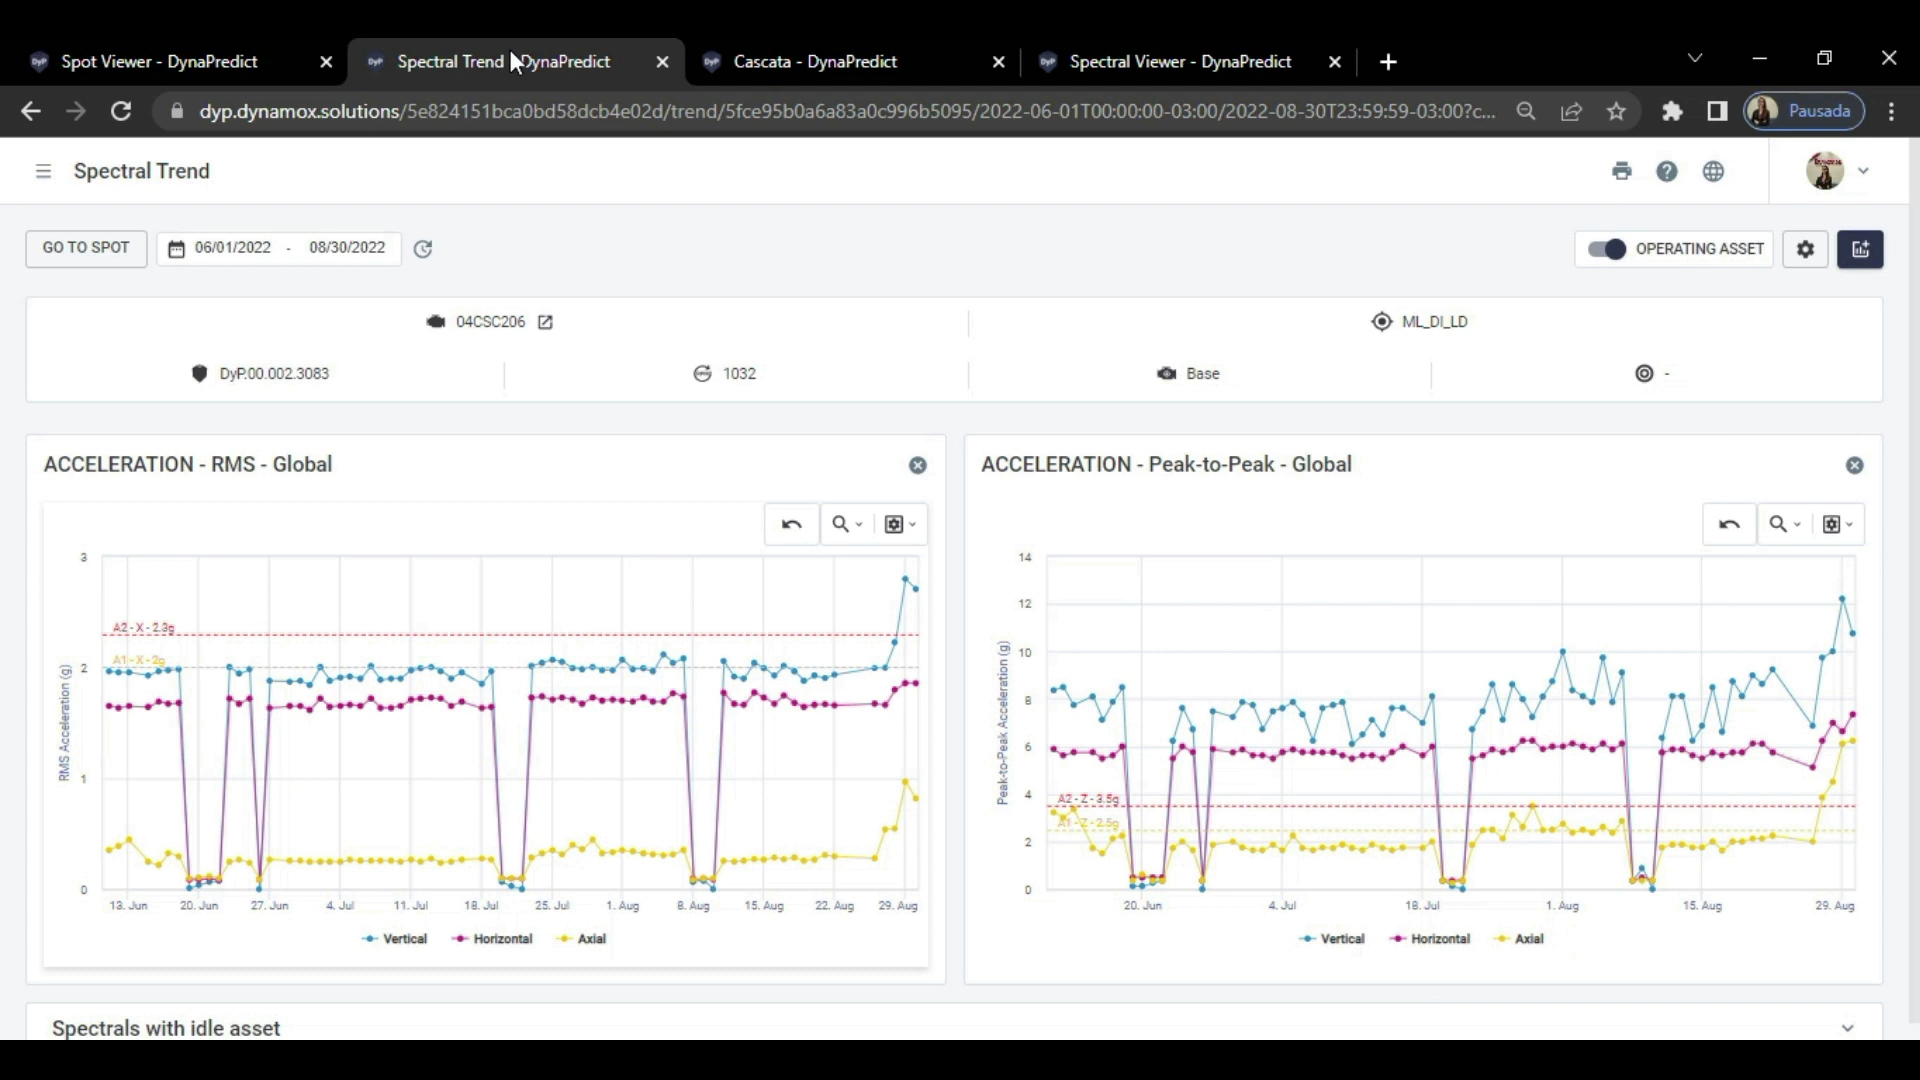 Spot Viewer - DynaPredict
Spectral Trend DynaPredict
Cascata - DynaPredict
Spectral Viewer - DynaPredict
dyp.dynamox.solutions/5e824151bca0bd58dcb4e02d/trend/5fce95b0a6a83a0c996b5095/2022-06-01T00:00:00-03:00/2022-08-30T23:59:59-03:00?c...
Pausada
Spectral Trend
GO TO SPOT
06/01/2022 - 08/30/2022
OPERATING ASSET
04CSC206
ML_DI_LD
DyP.00.002.3083
1032
Base
-
ACCELERATION - RMS - Global
3
A2 - X - 2.3g
A1 - X - 2g
2
1
0
RMS Acceleration (g)
13. Jun 20. Jun 27. Jun 4. Jul 11. Jul 18. Jul 25. Jul 1. Aug 8. Aug 15. Aug 22. Aug 29. Aug
Vertical Horizontal Axial
ACCELERATION - Peak-to-Peak - Global
14
12
10
8
6
4
A2 - Z - 3.5g
A1 - Z - 2.5g
2
0
Peak-to-Peak Acceleration (g)
20. Jun 4. Jul 18. Jul 1. Aug 15. Aug 29. Aug
Vertical Horizontal Axial
Spectrals with idle asset